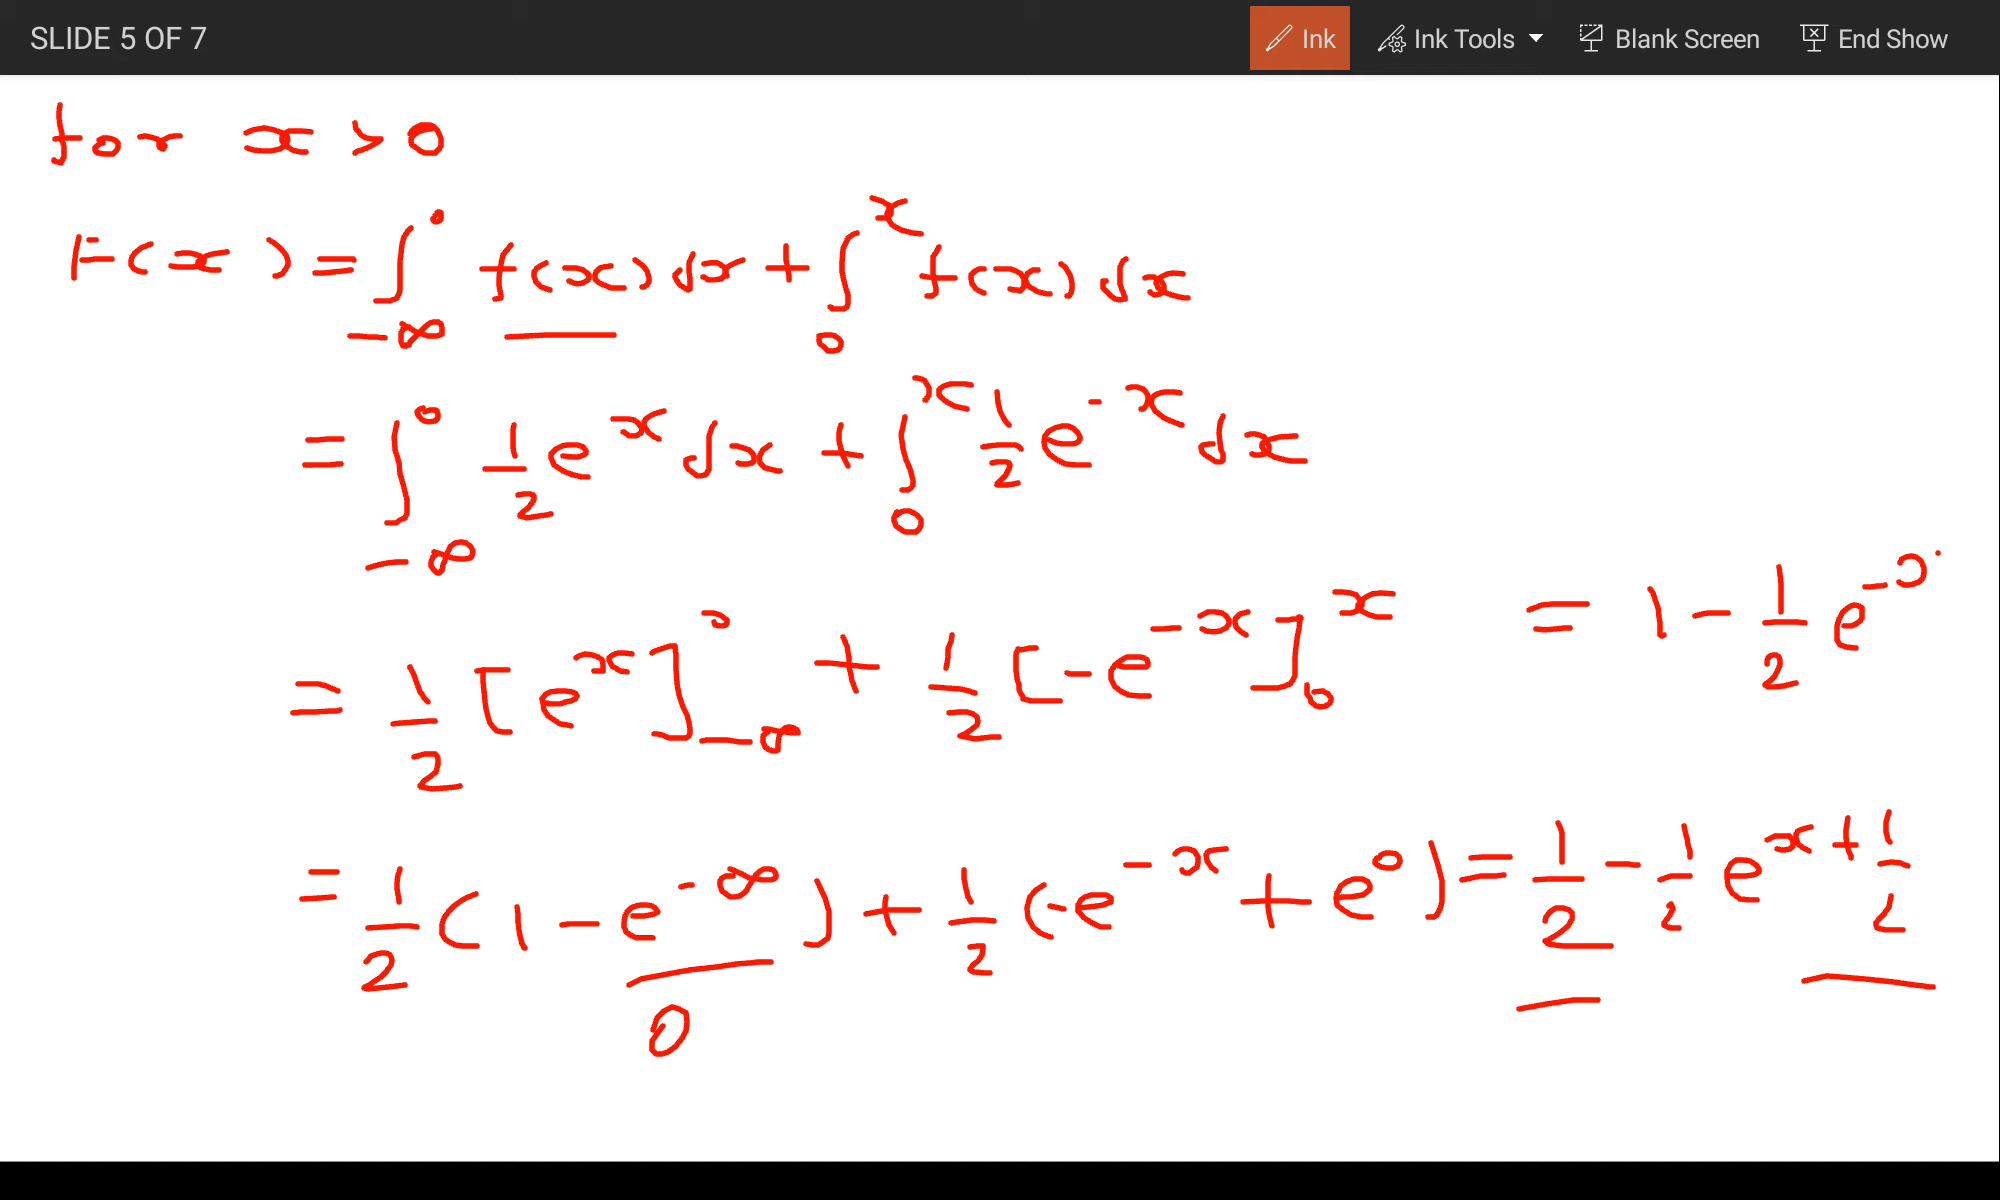 SLIDE 5 OF 7 Ink Ink Tools Blank Screen End Show
for x > 0
F(x) = ∫_{-∞}^{0} f(x) dx + ∫_{0}^{x} f(x) dx
= ∫_{-∞}^{0} 1/2 e^{x} dx + ∫_{0}^{x} 1/2 e^{-x} dx
= 1/2 [e^{x}]_{-∞}^{0} + 1/2 [-e^{-x}]_{0}^{x}
= 1/2 (1 - e^{-∞}) + 1/2 (-e^{-x} + e^{0}) = 1/2 - 1/2 e^{x} + 1/2
0
= 1 - 1/2 e^{-